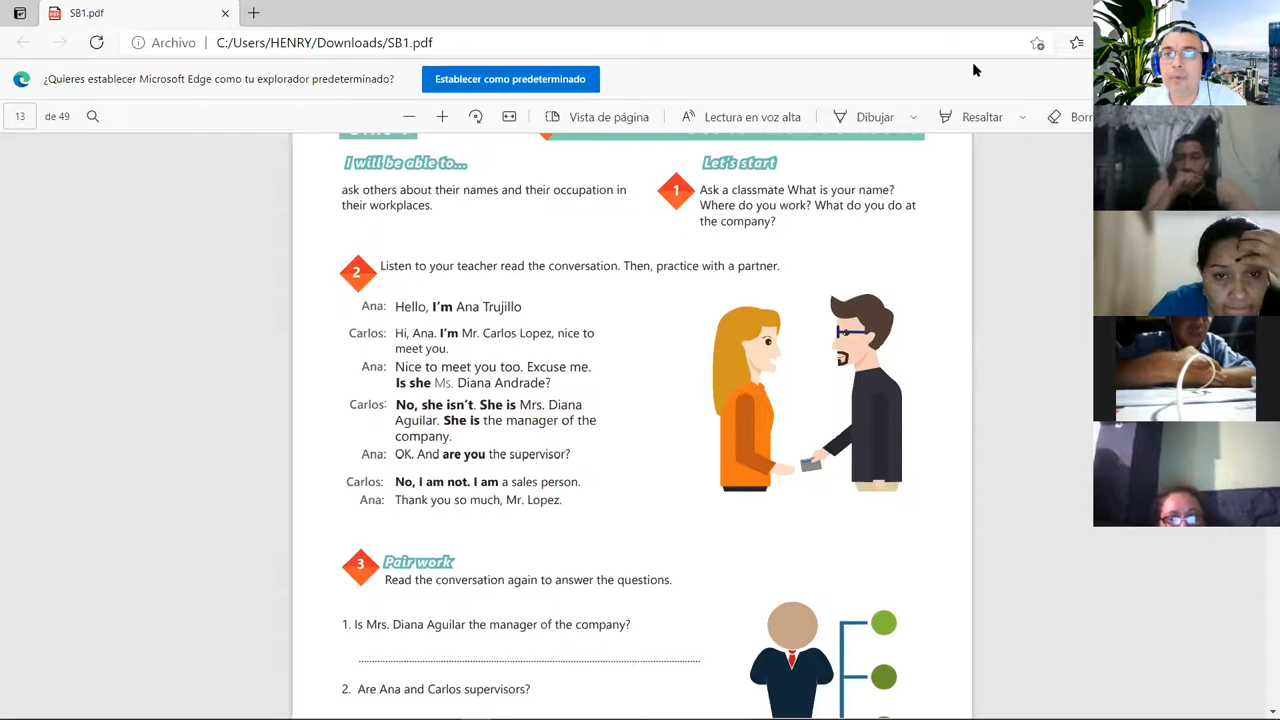 SB1.pdf
Archivo C:/Users/HENRY/Downloads/SB1.pdf
¿Quieres establecer Microsoft Edge como tu explorador predeterminado? Establecer como predeterminado
13 de 49 Vista de página Lectura en voz alta Dibujar Resaltar Borr
I will be able to...
ask others about their names and their occupation in
their workplaces.
Let's start
1 Ask a classmate What is your name?
Where do you work? What do you do at
the company?
2 Listen to your teacher read the conversation. Then, practice with a partner.
Ana: Hello, I'm Ana Trujillo
Carlos: Hi, Ana. I'm Mr. Carlos Lopez, nice to
meet you.
Ana: Nice to meet you too. Excuse me.
Is she Ms. Diana Andrade?
Carlos: No, she isn't. She is Mrs. Diana
Aguilar. She is the manager of the
company.
Ana: OK. And are you the supervisor?
Carlos: No, I am not. I am a sales person.
Ana: Thank you so much, Mr. Lopez.
3 Pair work
Read the conversation again to answer the questions.
1. Is Mrs. Diana Aguilar the manager of the company?
2. Are Ana and Carlos supervisors?